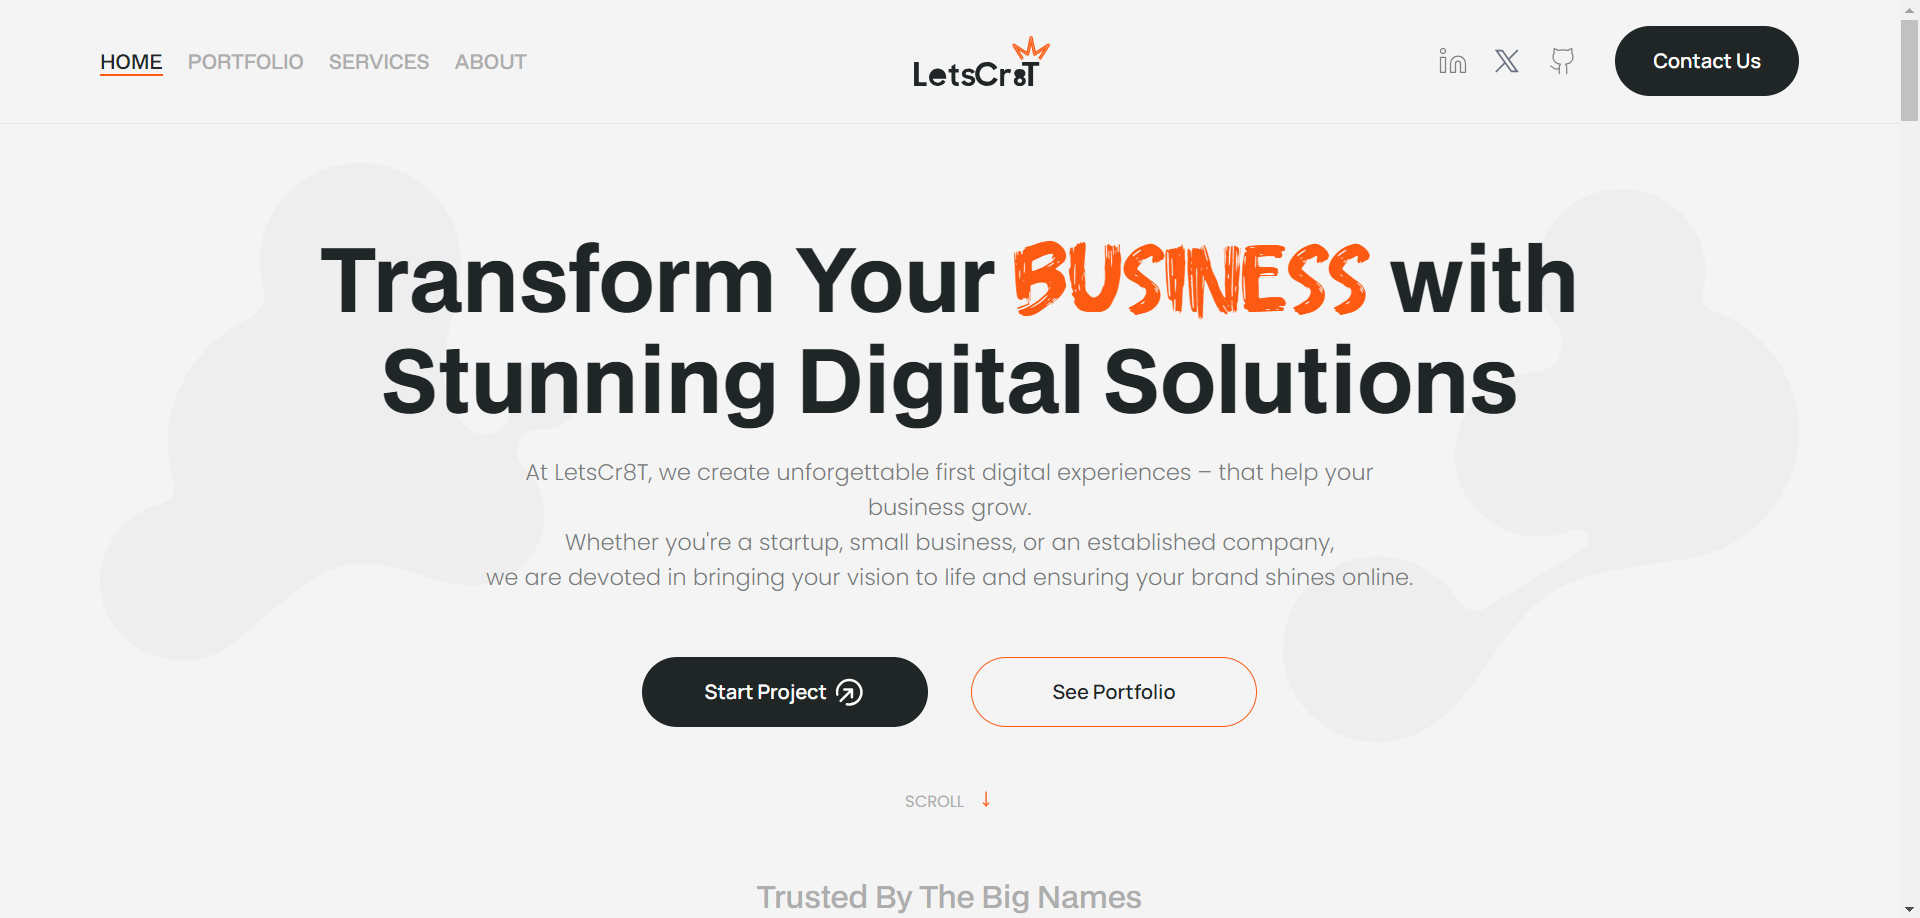 HOME PORTFOLIO SERVICES ABOUT
LetsCr8T
Contact Us
Transform Your BUSINESS with
Stunning Digital Solutions
At LetsCr8T, we create unforgettable first digital experiences – that help your
business grow.
Whether you're a startup, small business, or an established company,
we are devoted in bringing your vision to life and ensuring your brand shines online.
Start Project
See Portfolio
SCROLL ↓
Trusted By The Big Names